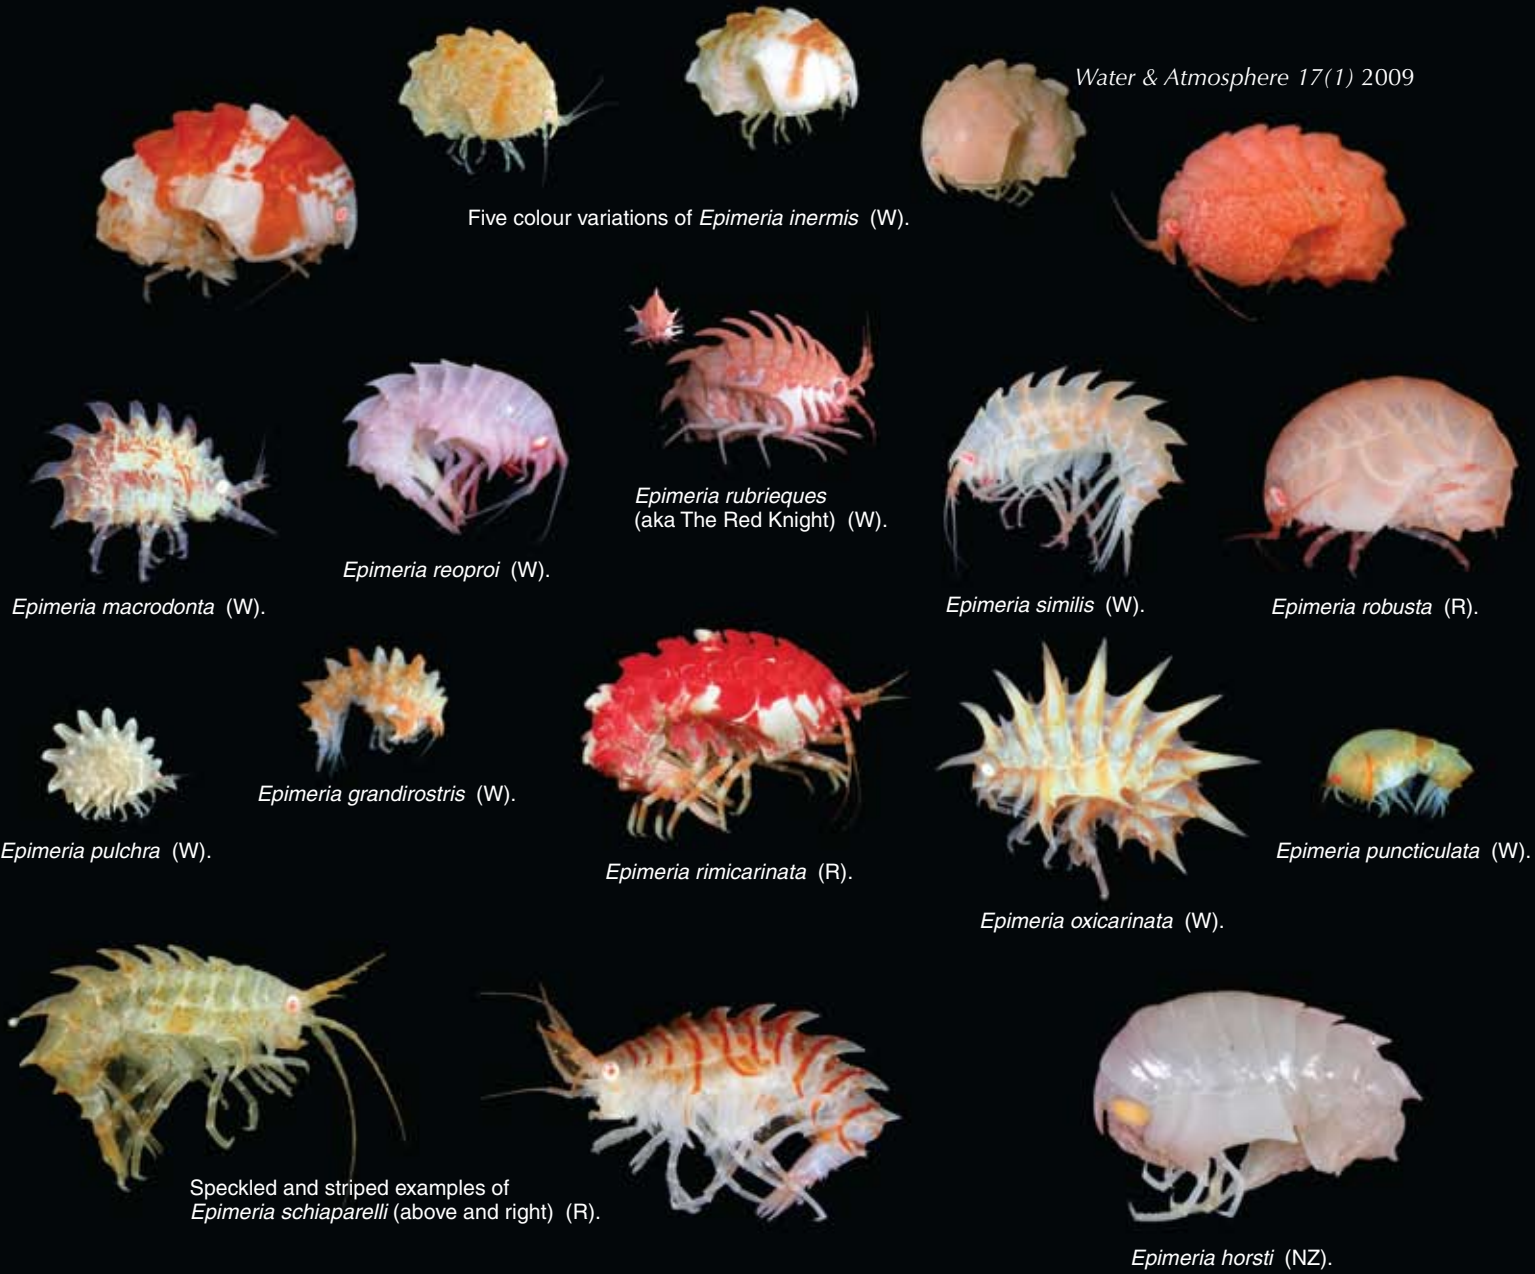 Water & Atmosphere 17(1) 2009
Five colour variations of Epimeria inermis (W).
Epimeria rubrieques
(aka The Red Knight) (W).
Epimeria reoproi (W).
Epimeria macrodonta (W).
Epimeria similis (W).
Epimeria robusta (R).
Epimeria grandirostris (W).
Epimeria pulchra (W).
Epimeria rimicarinata (R).
Epimeria puncticulata (W).
Epimeria oxicarinata (W).
Speckled and striped examples of
Epimeria schiaparelli (above and right) (R).
Epimeria horsti (NZ).